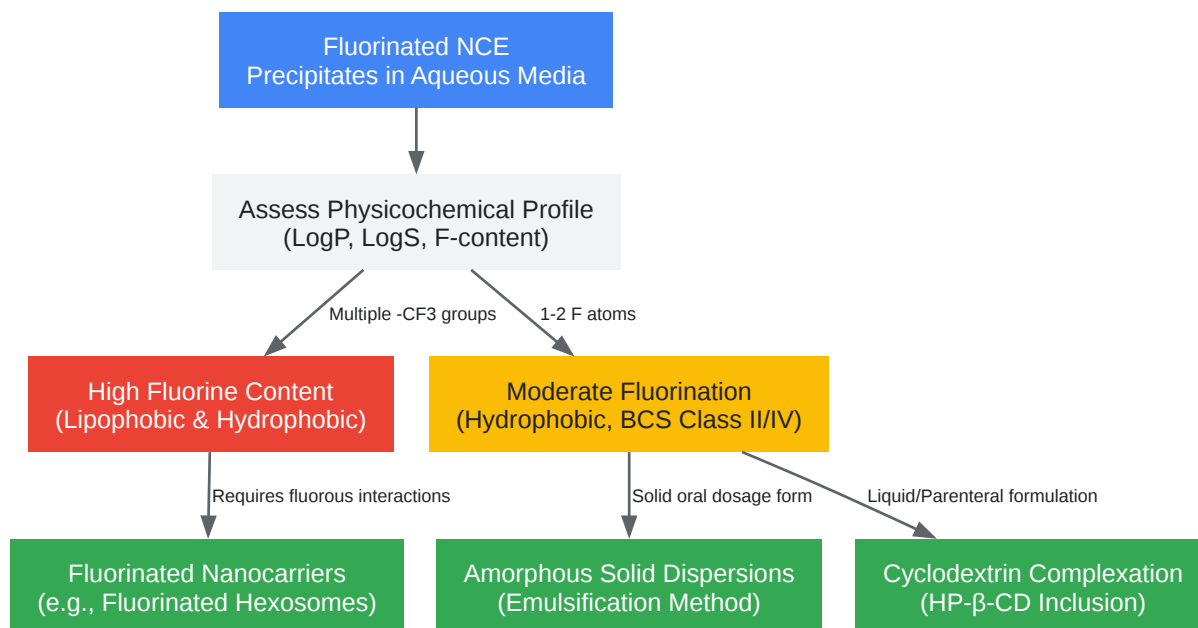 Fluorinated NCE
Precipitates in Aqueous Media
Assess Physicochemical Profile
(LogP, LogS, F-content)
Multiple -CF3 groups
1-2 F atoms
High Fluorine Content
(Lipophobic & Hydrophobic)
Moderate Fluorination
(Hydrophobic, BCS Class II/IV)
Requires fluorous interactions
Solid oral dosage form
Liquid/Parenteral formulation
Fluorinated Nanocarriers
(e.g., Fluorinated Hexosomes)
Amorphous Solid Dispersions
(Emulsification Method)
Cyclodextrin Complexation
(HP-β-CD Inclusion)